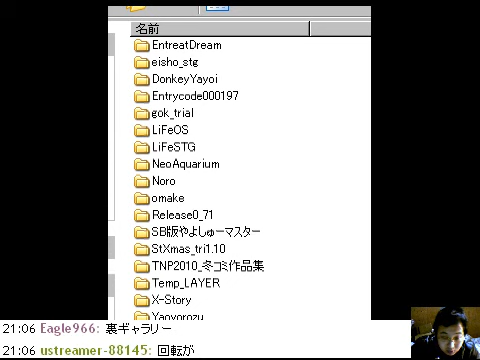 名前
EntreatDream
eisho_stg
DonkeyYayoi
Entrycode000197
gok_trial
LiFeOS
LiFeSTG
NeoAquarium
Noro
omake
Release0_71
SB版やよしゅーマスター
StXmas_tri1.10
TNP2010_冬コミ作品集
Temp_LAYER
X-Story
Yaoyorozu
21:06 Eagle966: 裏ギャラリー
21:06 ustreamer-88145: 回転が